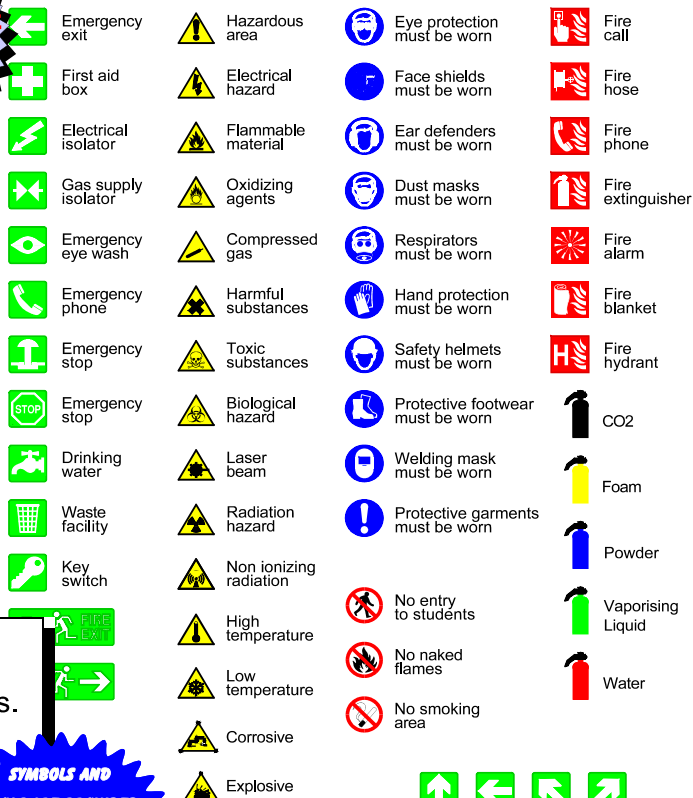 Emergency
exit
First aid
box
Electrical
isolator
Gas supply
isolator
Emergency
eye wash
Emergency
phone
Emergency
stop
STOP
Emergency
stop
Drinking
water
Waste
facility
Key
switch
FIRE
EXIT
s.
SYMBOLS AND
Hazardous
area
Electrical
hazard
Flammable
material
Oxidizing
agents
Compressed
gas
Harmful
substances
Toxic
substances
Biological
hazard
Laser
beam
Radiation
hazard
Non ionizing
radiation
High
temperature
Low
temperature
Corrosive
Explosive
Eye protection
must be worn
Face shields
must be worn
Ear defenders
must be worn
Dust masks
must be worn
Respirators
must be worn
Hand protection
must be worn
Safety helmets
must be worn
Protective footwear
must be worn
Welding mask
must be worn
Protective garments
must be worn
No entry
to students
No naked
flames
No smoking
area
Fire
call
Fire
hose
Fire
phone
Fire
extinguisher
Fire
alarm
Fire
blanket
H
Fire
hydrant
CO2
Foam
Powder
Vaporising
Liquid
Water